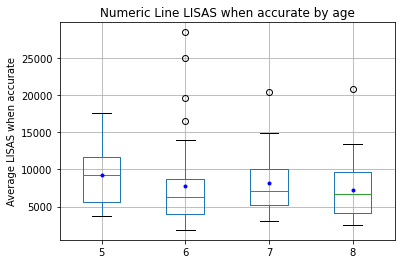 Numeric Line LISAS when accurate by age
Average LISAS when accurate
25000
20000
15000
10000
5000
5 6 7 8